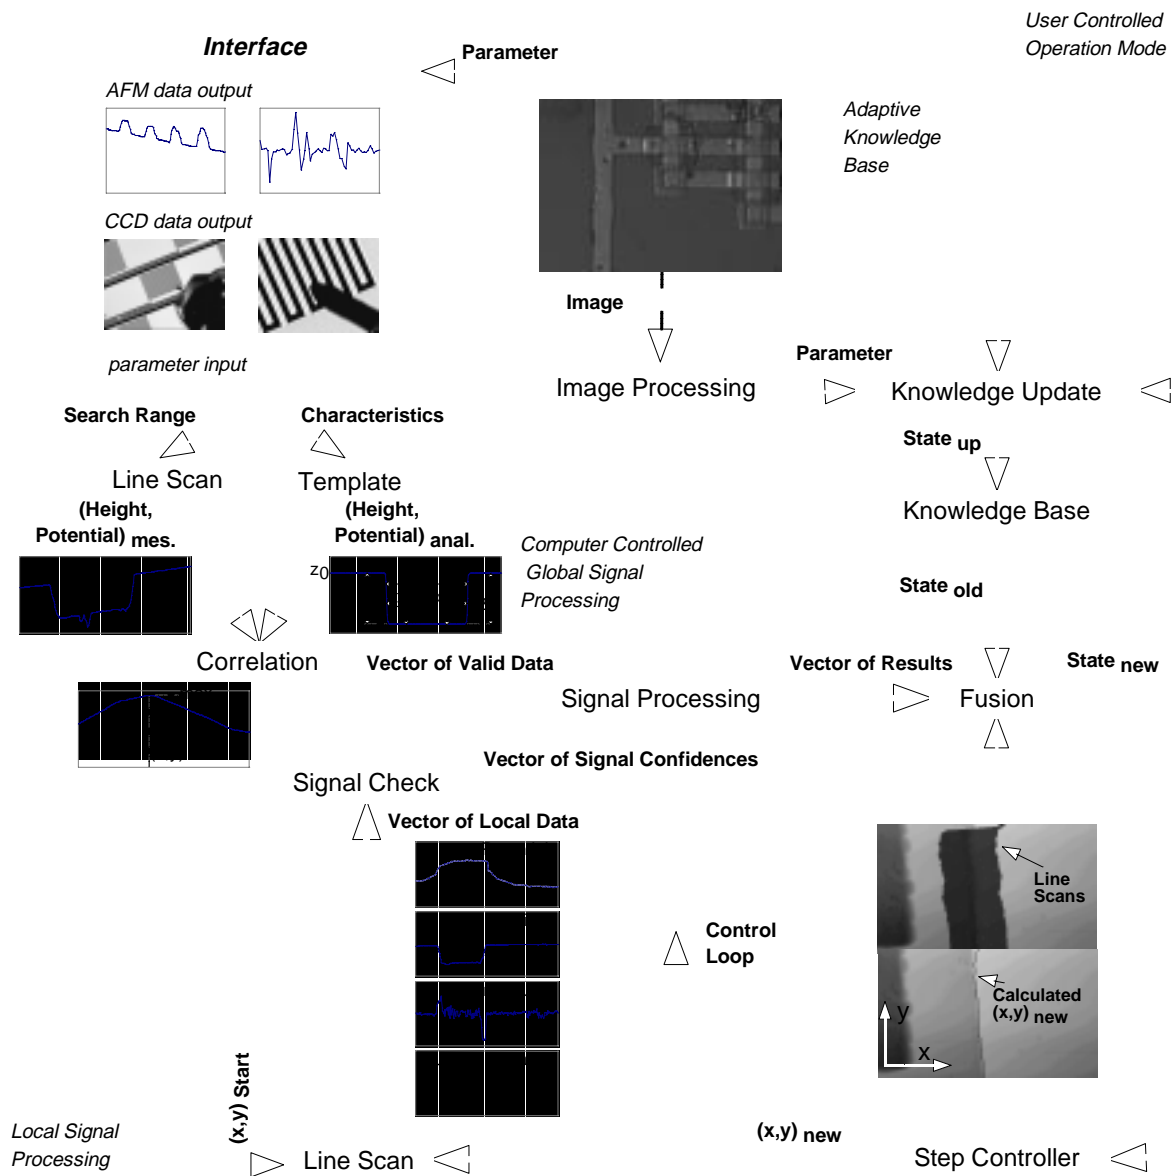 User Controlled
Operation Mode
Interface
Parameter
AFM data output
Adaptive
Knowledge
Base
CCD data output
Image
parameter input
Parameter
Image Processing
Knowledge Update
Search Range
Characteristics
State up
Line Scan
Template
(Height,
Potential) mes.
(Height,
Potential) anal.
Knowledge Base
Computer Controlled
Global Signal
Processing
z0
State old
Correlation
Vector of Valid Data
Vector of Results
State new
Signal Processing
Fusion
Vector of Signal Confidences
Signal Check
Vector of Local Data
Line
Scans
Control
Loop
Calculated
(x,y) new
y
x
(x,y) Start
Local Signal
Processing
(x,y) new
Line Scan
Step Controller